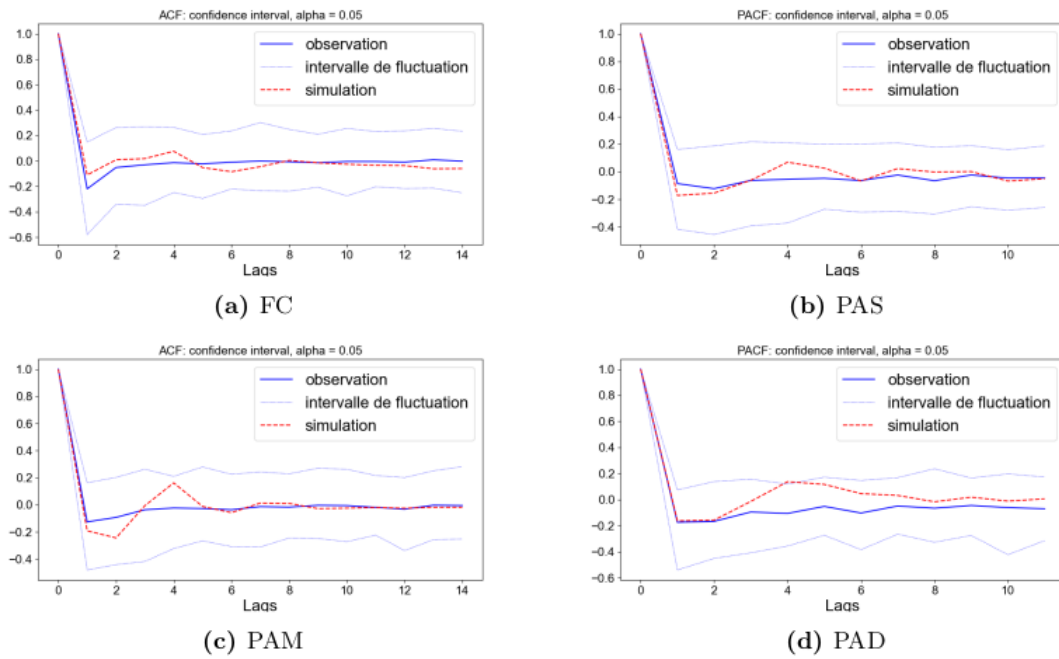 ACF: confidence interval, alpha = 0.05
1.0
0.8
0.6
0.4
0.2
0.0
−0.2
−0.4
−0.6
observation
intervalle de fluctuation
simulation
0 2 4 6 8 10 12 14
Lags
(a) FC
PACF: confidence interval, alpha = 0.05
1.0
0.8
0.6
0.4
0.2
0.0
−0.2
−0.4
observation
intervalle de fluctuation
simulation
0 2 4 6 8 10
Lags
(b) PAS
ACF: confidence interval, alpha = 0.05
1.0
0.8
0.6
0.4
0.2
0.0
−0.2
−0.4
observation
intervalle de fluctuation
simulation
0 2 4 6 8 10 12 14
Lags
(c) PAM
PACF: confidence interval, alpha = 0.05
1.0
0.8
0.6
0.4
0.2
0.0
−0.2
−0.4
−0.6
observation
intervalle de fluctuation
simulation
0 2 4 6 8 10
Lags
(d) PAD